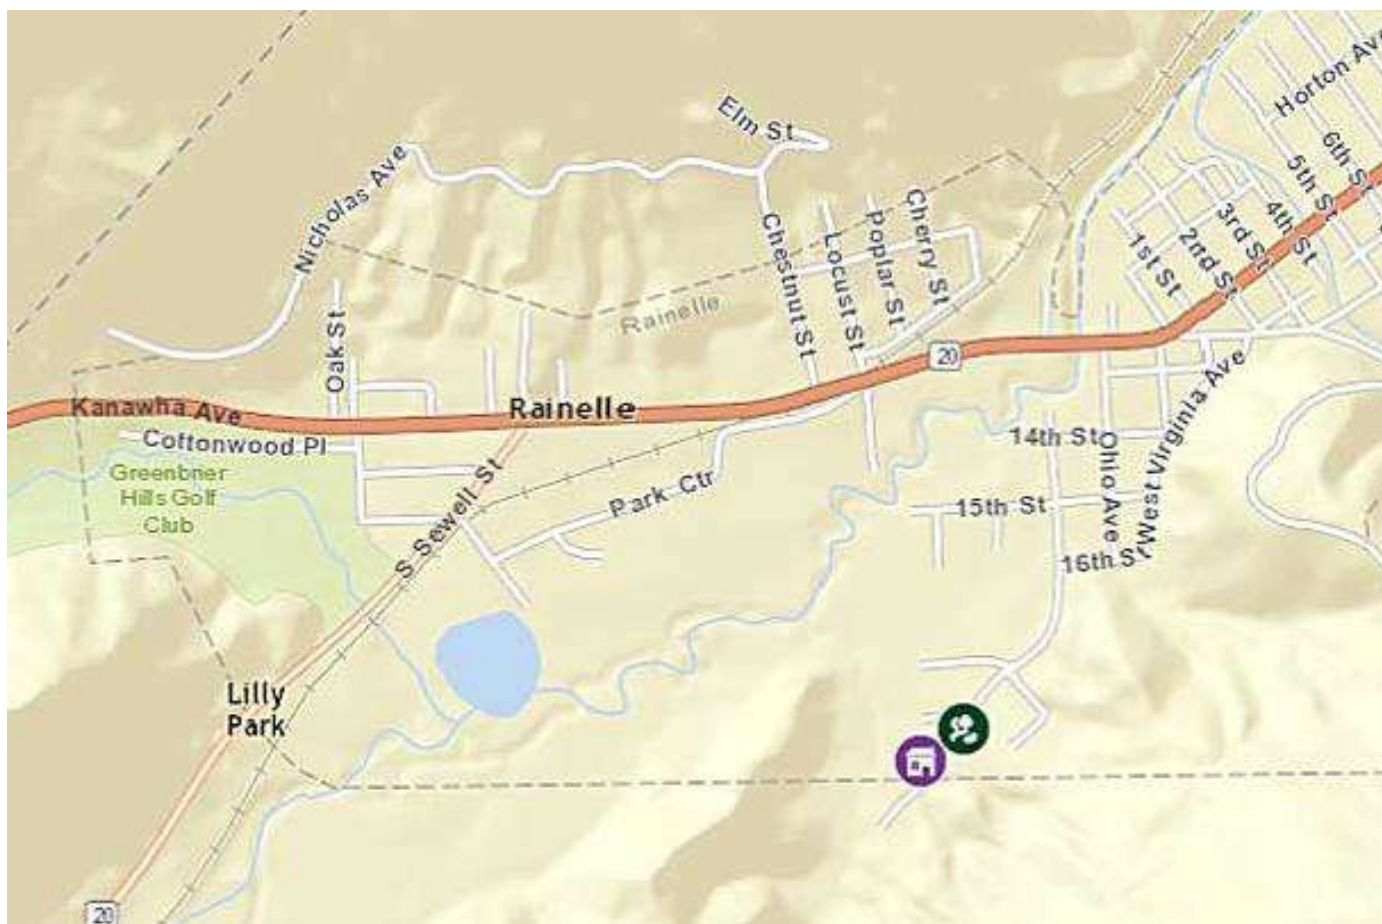 Horton Ave
Elm St
6th St
Nicholas Ave
5th St
4th St
3rd St
2nd St
1st St
Cherry St
Poplar St
Locust St
Chestnut St
Rainelle
Oak St
20
Kanawha Ave
Rainelle
Cottonwood Pl
14th St
Ohio Ave
West Virginia Ave
Greenbrier
Hills Golf
Club
S Sewell St
Park Ctr
15th St
16th St
Lilly
Park
20